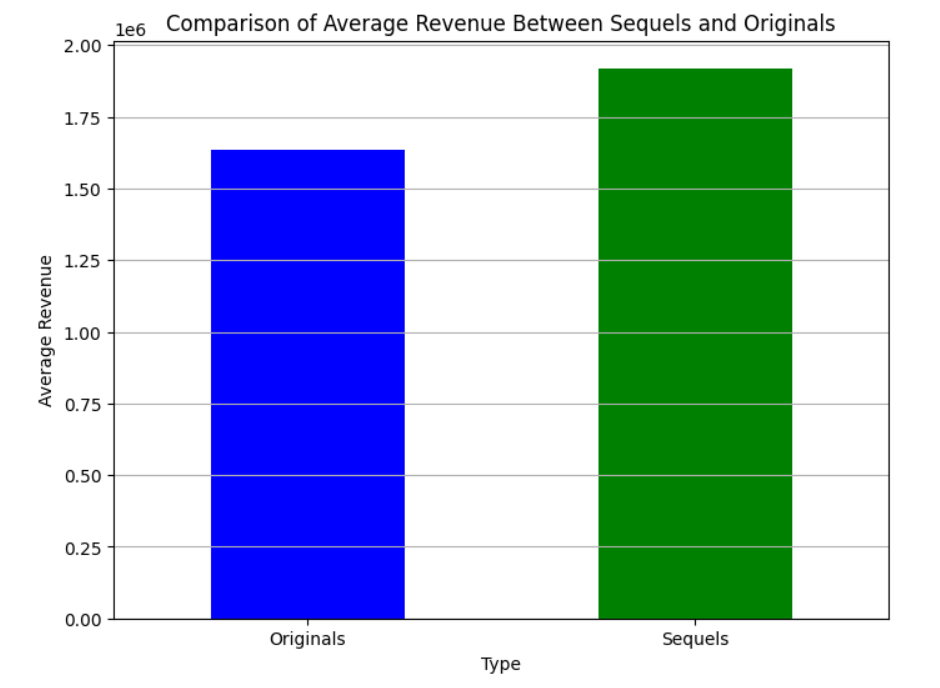 Comparison of Average Revenue Between Sequels and Originals
1e6
2.00
1.75
1.50
1.25
1.00
0.75
0.50
0.25
0.00
Average Revenue
Originals
Sequels
Type